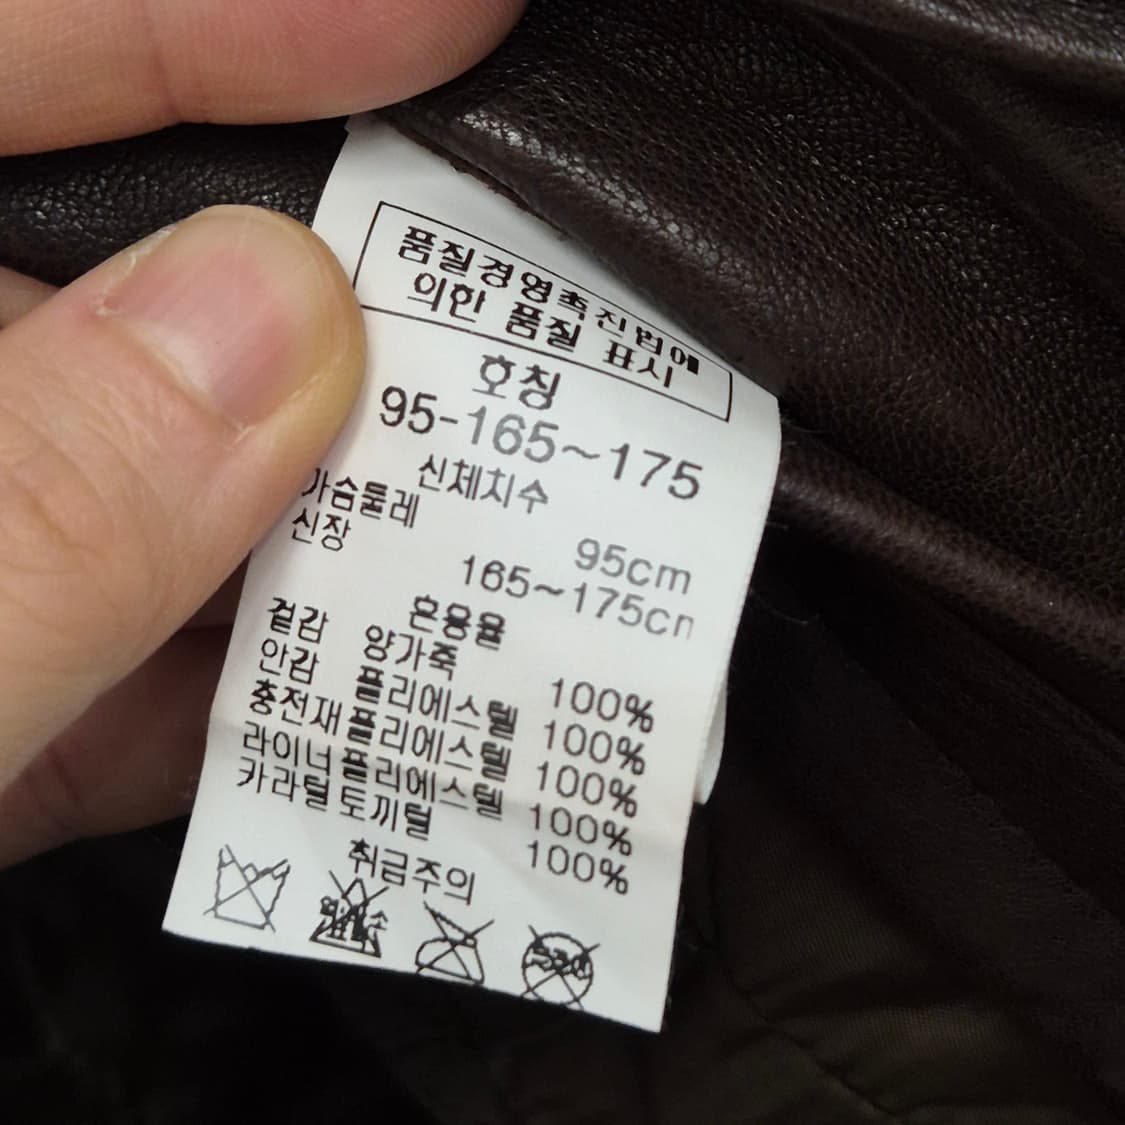 품질경영촉진법에
의한 품질 표시
호칭
95-165~175
신체치수
가슴둘레 95cm
신장 165~175cm
혼용율
겉감 양가죽 100%
안감 폴리에스텔 100%
충전재 폴리에스텔 100%
라이너 폴리에스텔 100%
카라털 토끼털 100%
취급주의